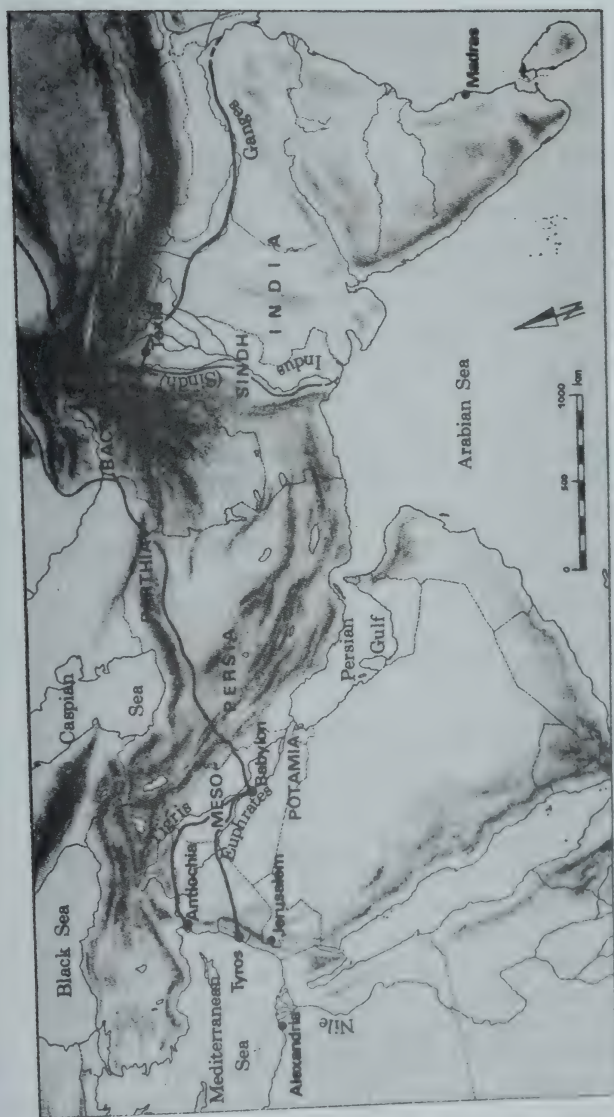 Black Sea
Caspian
Sea
BAC
PARTHIA
Taxila
Ganges
Tigris
PERSIA
(Sindh)
SINDH
Indus
INDIA
Antiochia
MESO
Euphrates
Babylon
POTAMIA
Mediterranean
Sea
Tyros
Jerusalem
Alexandria
Nile
Persian
Gulf
Arabian Sea
Madras
N
0 500 1000 km